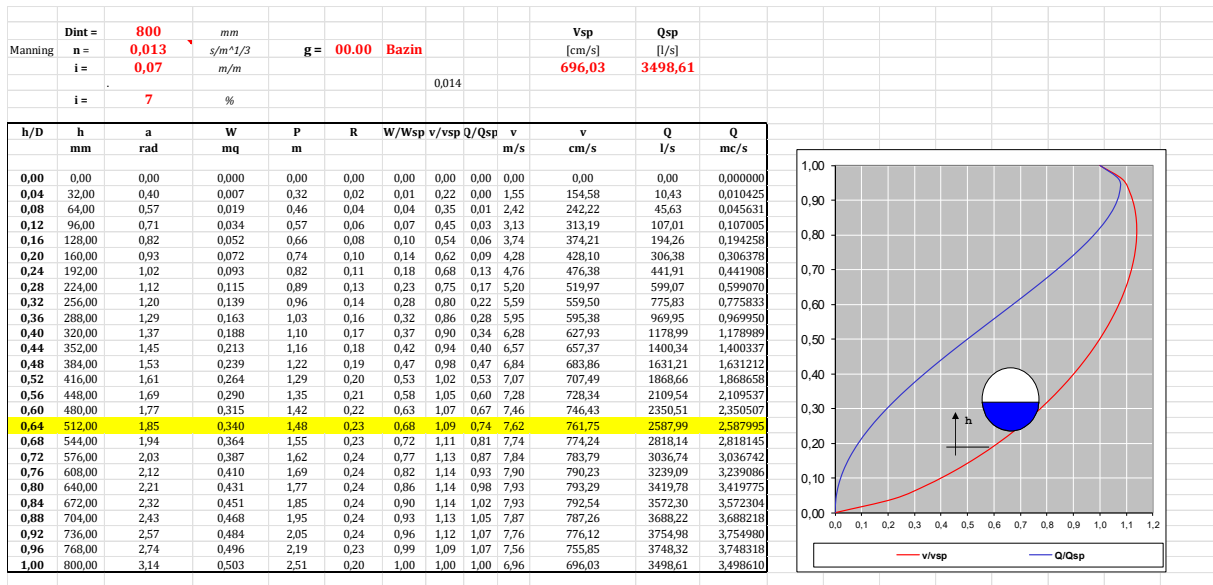 Dint = 800 mm Vsp Qsp
Manning n = 0,013 s/m^1/3 g = 00.00 Bazin [cm/s] [l/s]
i = 0,07 m/m 696,03 3498,61
. 0,014
i = 7 %
h/D h a W P R W/Wsp v/vsp Q/Qsp v v Q Q
mm rad mq m m/s cm/s l/s mc/s
0,00 0,00 0,00 0,000 0,00 0,00 0,00 0,00 0,00 0,00 0,00 0,00 0,000000
0,04 32,00 0,40 0,007 0,32 0,02 0,01 0,22 0,00 1,55 154,58 10,43 0,010425
0,08 64,00 0,57 0,019 0,46 0,04 0,04 0,35 0,01 2,42 242,22 45,63 0,045631
0,12 96,00 0,71 0,034 0,57 0,06 0,07 0,45 0,03 3,13 313,19 107,01 0,107005
0,16 128,00 0,82 0,052 0,66 0,08 0,10 0,54 0,06 3,74 374,21 194,26 0,194258
0,20 160,00 0,93 0,072 0,74 0,10 0,14 0,62 0,09 4,28 428,10 306,38 0,306378
0,24 192,00 1,02 0,093 0,82 0,11 0,18 0,68 0,13 4,76 476,38 441,91 0,441908
0,28 224,00 1,12 0,115 0,89 0,13 0,23 0,75 0,17 5,20 519,97 599,07 0,599070
0,32 256,00 1,20 0,139 0,96 0,14 0,28 0,80 0,22 5,59 559,50 775,83 0,775833
0,36 288,00 1,29 0,163 1,03 0,16 0,32 0,86 0,28 5,95 595,38 969,95 0,969950
0,40 320,00 1,37 0,188 1,10 0,17 0,37 0,90 0,34 6,28 627,93 1178,99 1,178989
0,44 352,00 1,45 0,213 1,16 0,18 0,42 0,94 0,40 6,57 657,37 1400,34 1,400337
0,48 384,00 1,53 0,239 1,22 0,19 0,47 0,98 0,47 6,84 683,86 1631,21 1,631212
0,52 416,00 1,61 0,264 1,29 0,20 0,53 1,02 0,53 7,07 707,49 1868,66 1,868658
0,56 448,00 1,69 0,290 1,35 0,21 0,58 1,05 0,60 7,28 728,34 2109,54 2,109537
0,60 480,00 1,77 0,315 1,42 0,22 0,63 1,07 0,67 7,46 746,43 2350,51 2,350507
0,64 512,00 1,85 0,340 1,48 0,23 0,68 1,09 0,74 7,62 761,75 2587,99 2,587995
0,68 544,00 1,94 0,364 1,55 0,23 0,72 1,11 0,81 7,74 774,24 2818,14 2,818145
0,72 576,00 2,03 0,387 1,62 0,24 0,77 1,13 0,87 7,84 783,79 3036,74 3,036742
0,76 608,00 2,12 0,410 1,69 0,24 0,82 1,14 0,93 7,90 790,23 3239,09 3,239086
0,80 640,00 2,21 0,431 1,77 0,24 0,86 1,14 0,98 7,93 793,29 3419,78 3,419775
0,84 672,00 2,32 0,451 1,85 0,24 0,90 1,14 1,02 7,93 792,54 3572,30 3,572304
0,88 704,00 2,43 0,468 1,95 0,24 0,93 1,13 1,05 7,87 787,26 3688,22 3,688218
0,92 736,00 2,57 0,484 2,05 0,24 0,96 1,12 1,07 7,76 776,12 3754,98 3,754980
0,96 768,00 2,74 0,496 2,19 0,23 0,99 1,09 1,07 7,56 755,85 3748,32 3,748318
1,00 800,00 3,14 0,503 2,51 0,20 1,00 1,00 1,00 6,96 696,03 3498,61 3,498610
1,00
0,90
0,80
0,70
0,60
0,50
0,40
0,30
h
0,20
0,10
0,00
0,0 0,1 0,2 0,3 0,4 0,5 0,6 0,7 0,8 0,9 1,0 1,1 1,2
v/vsp Q/Qsp